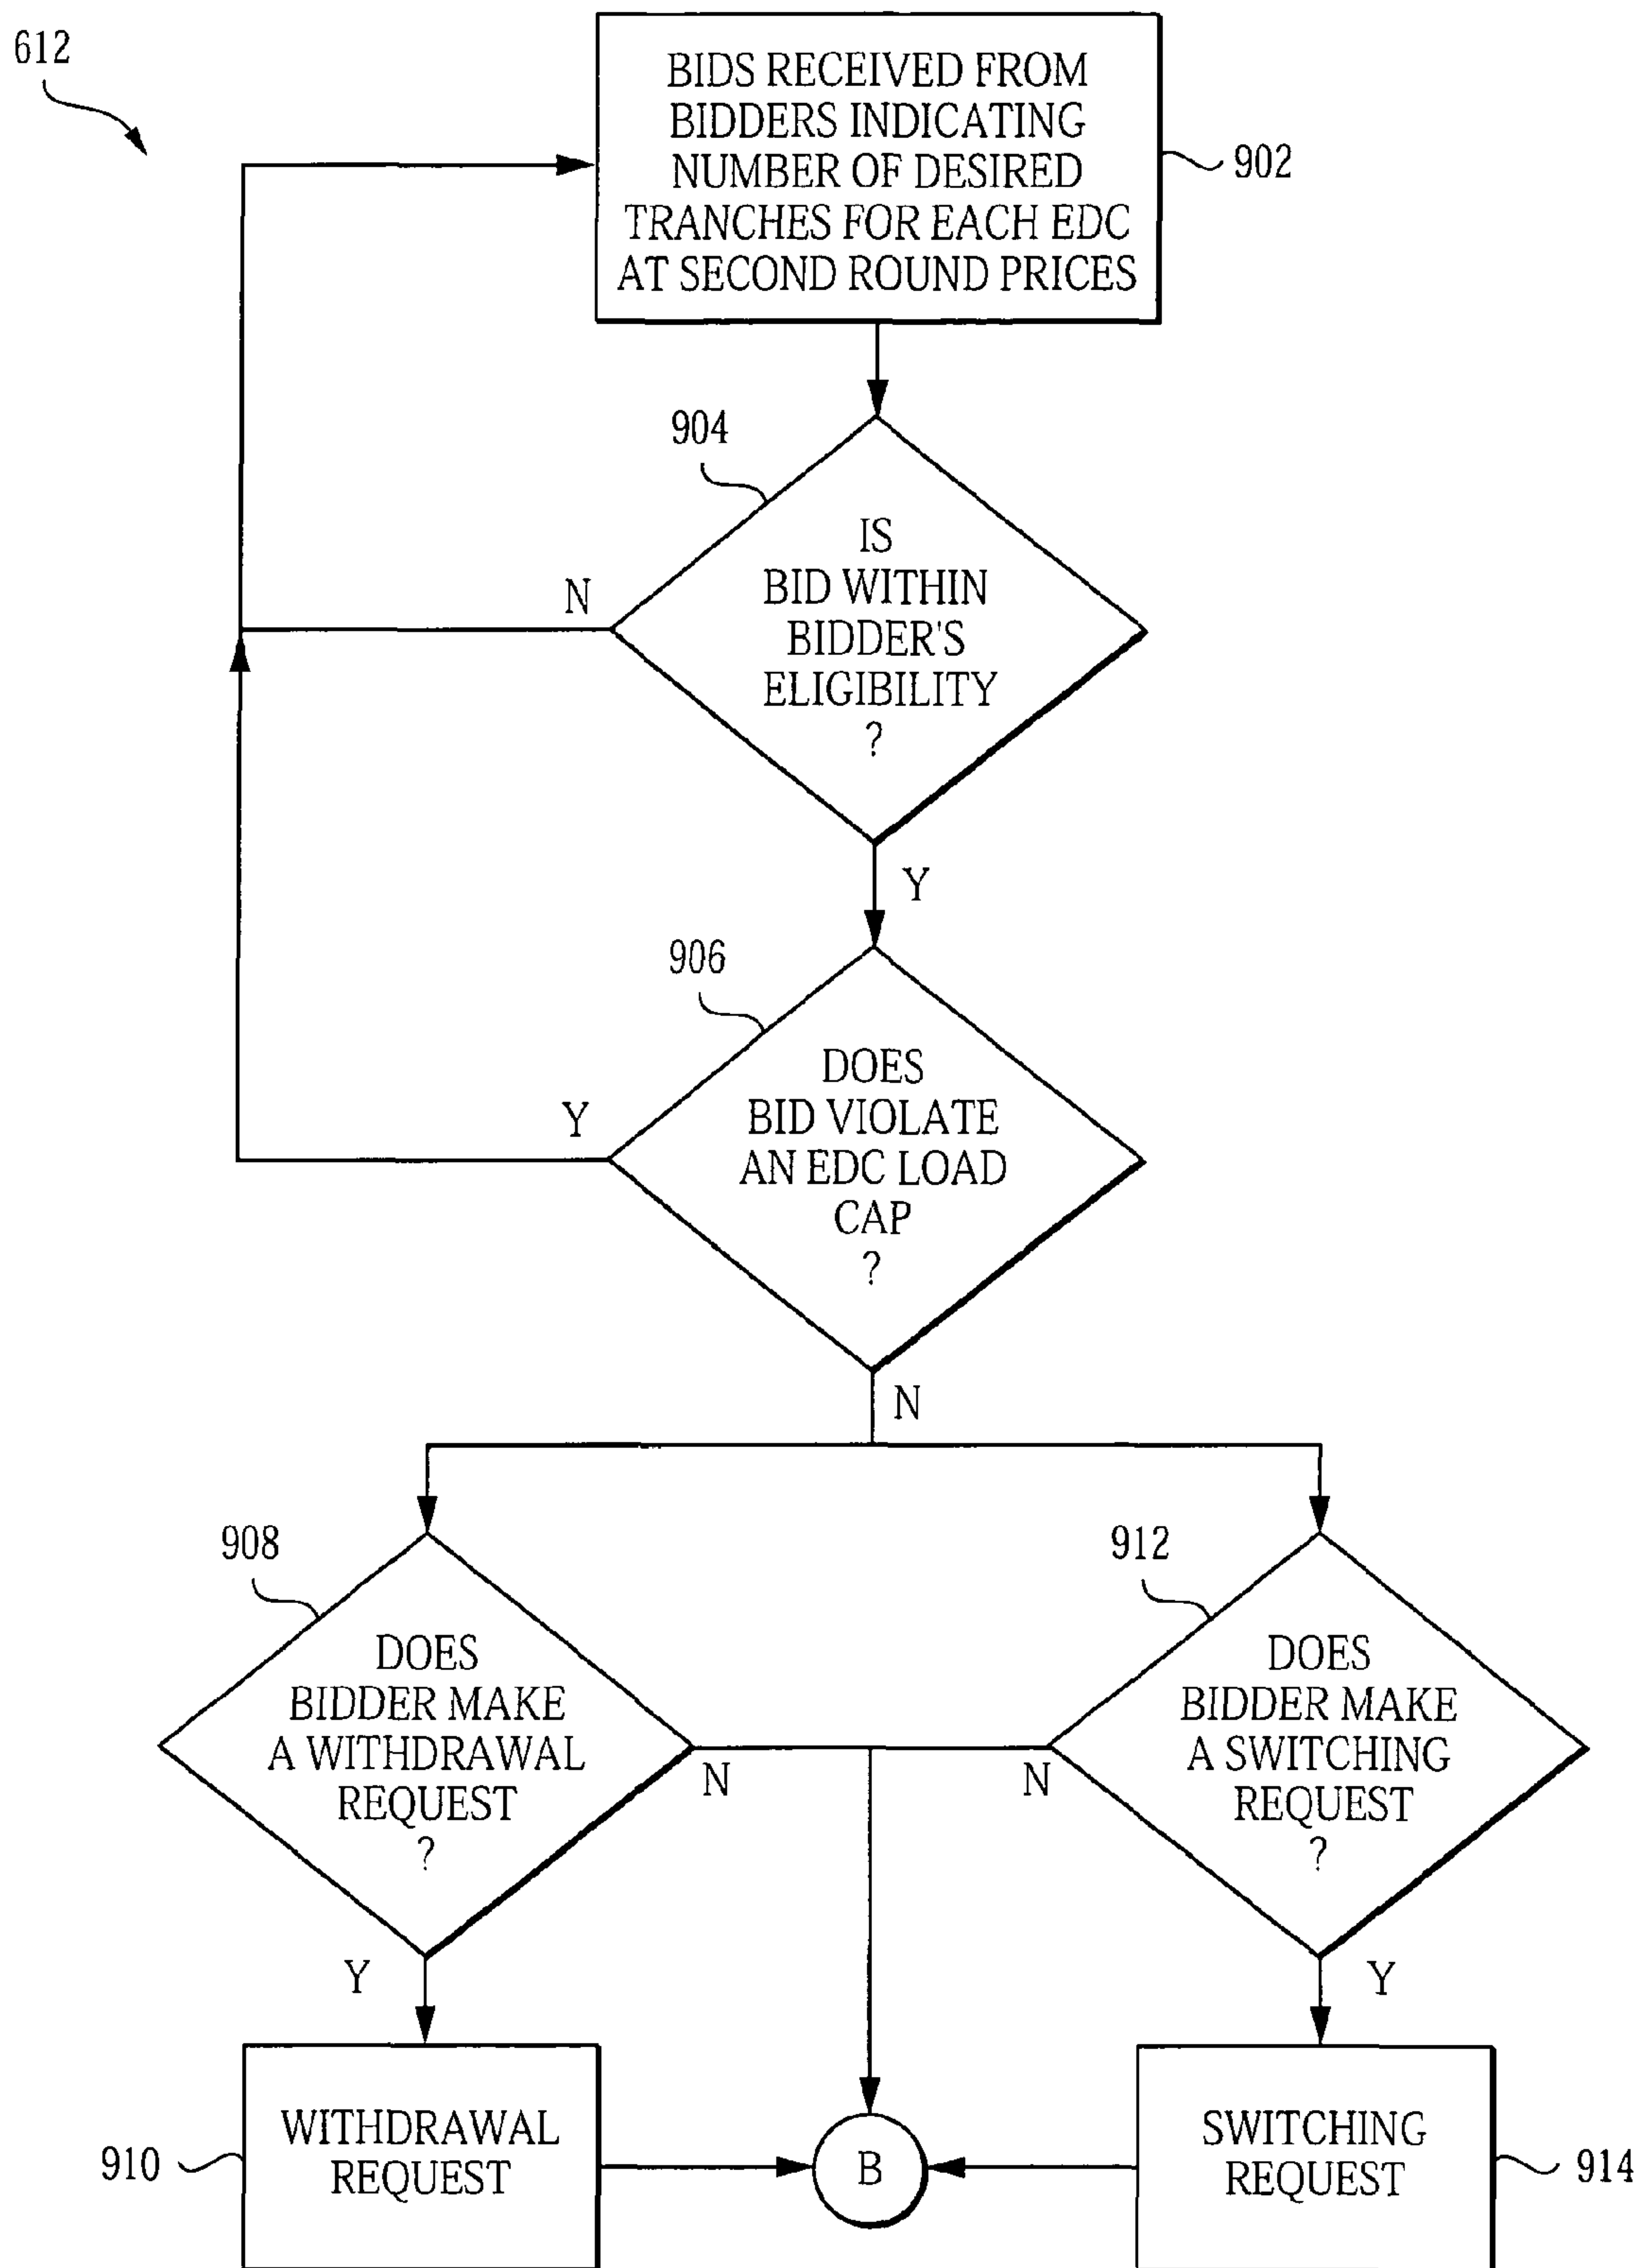 612
BIDS RECEIVED FROM
BIDDERS INDICATING
NUMBER OF DESIRED
TRANCHES FOR EACH EDC
AT SECOND ROUND PRICES
902
904
IS
BID WITHIN
BIDDER'S
ELIGIBILITY
?
N
Y
906
DOES
BID VIOLATE
AN EDC LOAD
CAP
?
Y
N
908
DOES
BIDDER MAKE
A WITHDRAWAL
REQUEST
?
N
Y
912
DOES
BIDDER MAKE
A SWITCHING
REQUEST
?
N
Y
910
WITHDRAWAL
REQUEST
B
SWITCHING
REQUEST
914